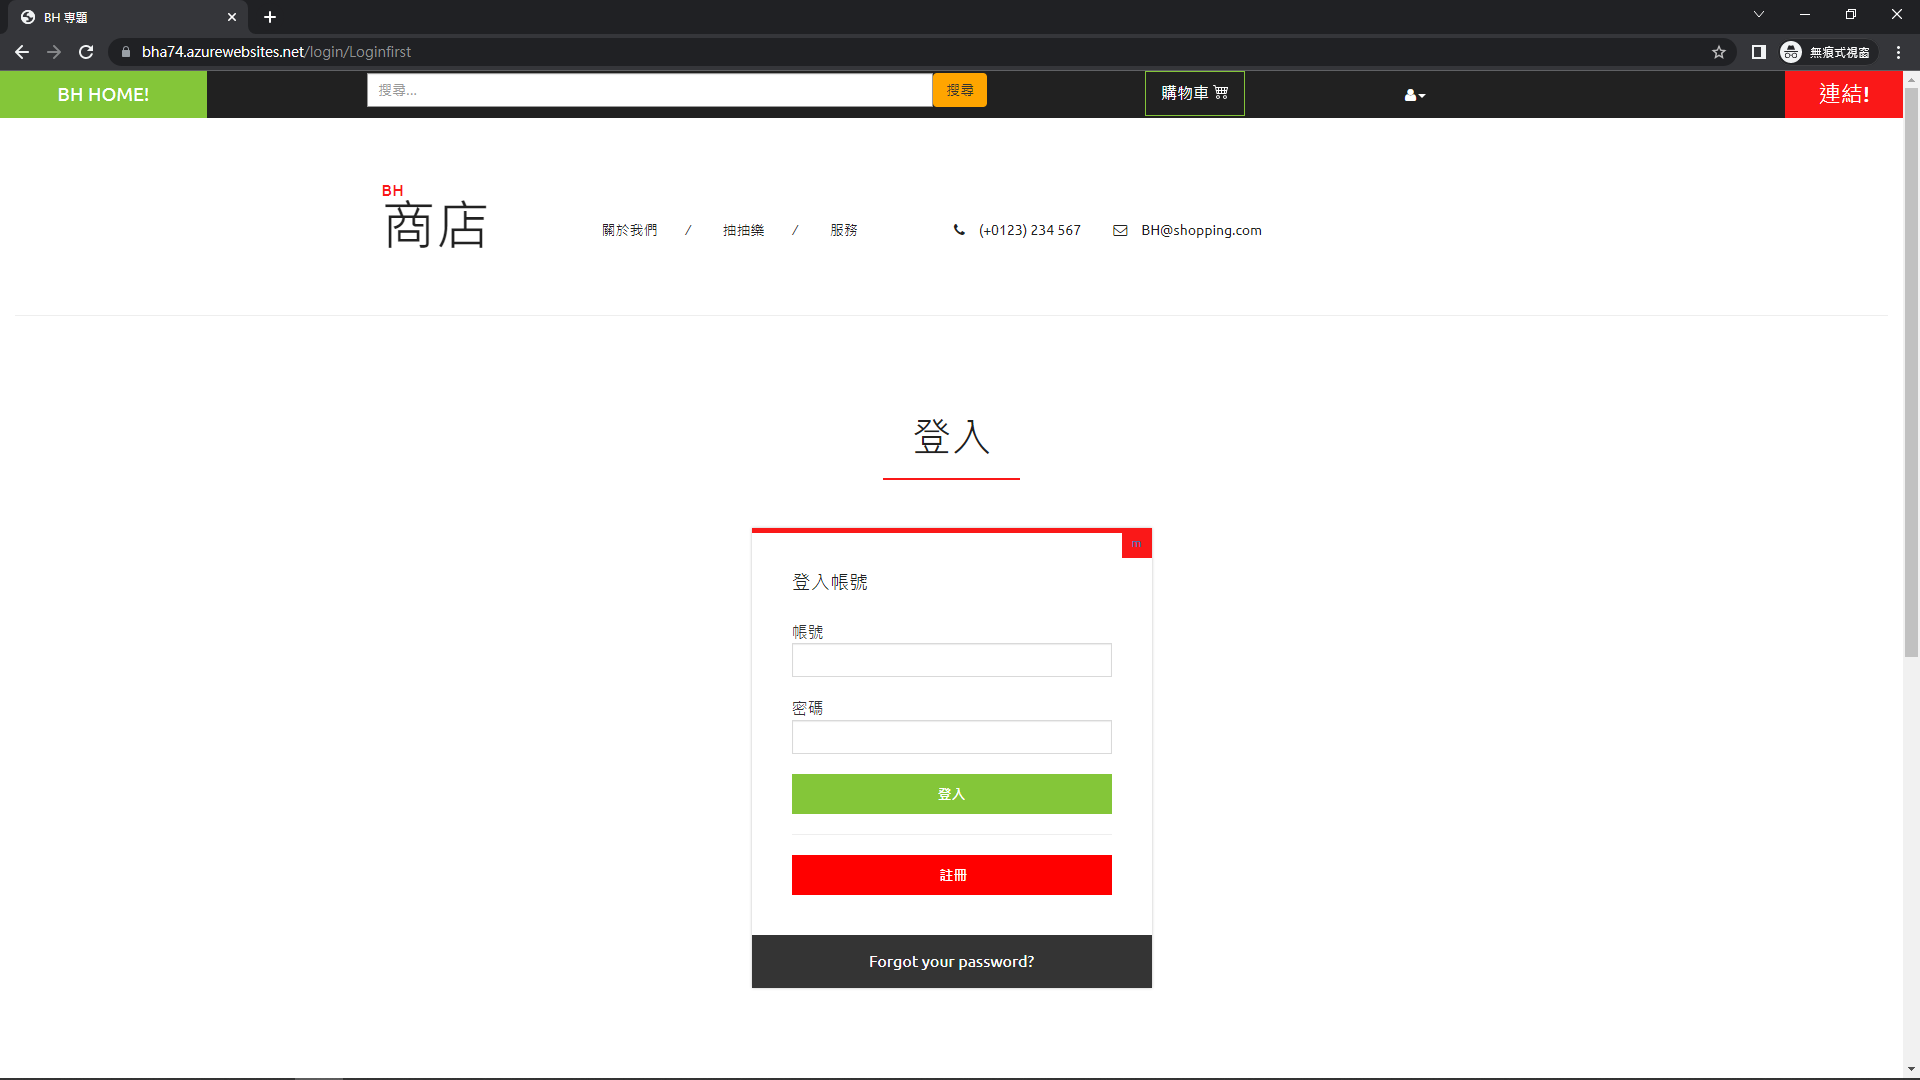 BH 專題
bha74.azurewebsites.net/login/Loginfirst
無痕式視窗
BH HOME!
搜尋...
搜尋
購物車
連結!
BH
商店
關於我們 / 抽抽樂 / 服務
(+0123) 234 567
BH@shopping.com
登入
m
登入帳號
帳號
密碼
登入
註冊
Forgot your password?